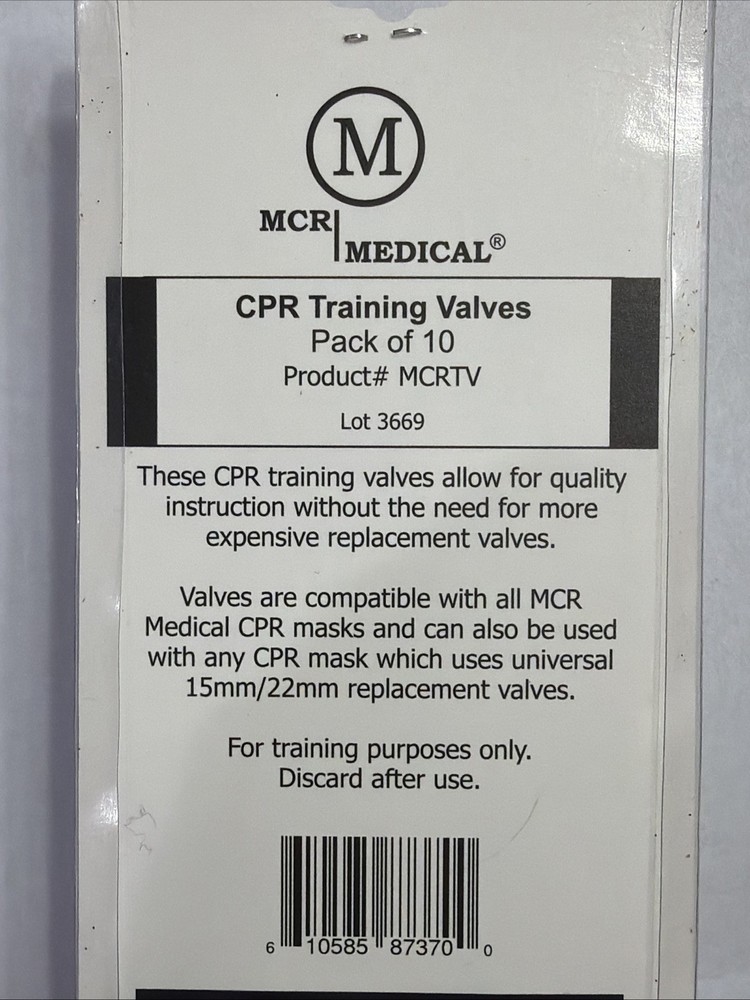 M
MCR
MEDICAL®
CPR Training Valves
Pack of 10
Product# MCRTV
Lot 3669
These CPR training valves allow for quality
instruction without the need for more
expensive replacement valves.
Valves are compatible with all MCR
Medical CPR masks and can also be used
with any CPR mask which uses universal
15mm/22mm replacement valves.
For training purposes only.
Discard after use.
6 10585 87370 0